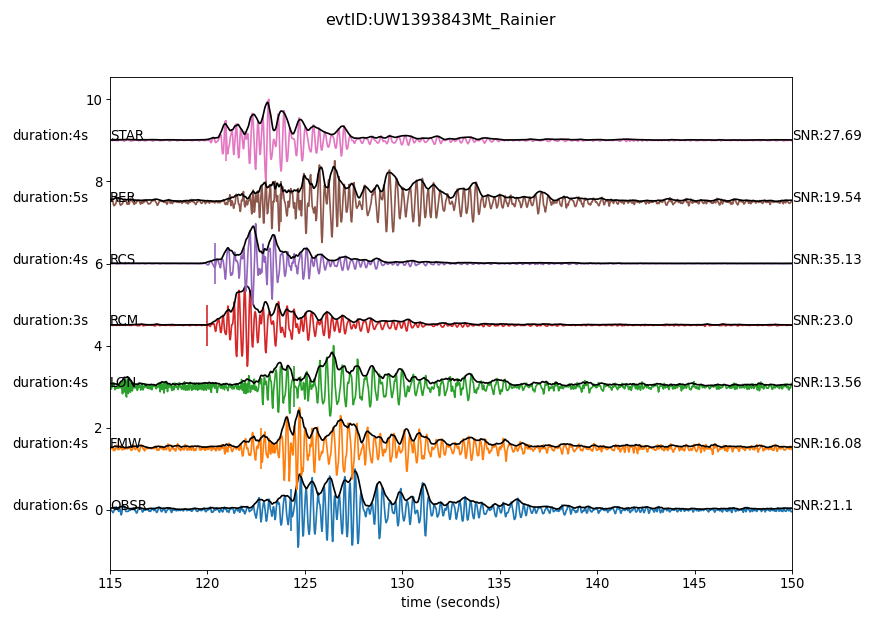 evtID:UW1393843Mt_Rainier
10
duration:4s STAR SNR:27.69
8
duration:5s RER SNR:19.54
duration:4s RCS SNR:35.13
6
duration:3s RCM SNR:23.0
4
duration:4s LON SNR:13.56
2
duration:4s FMW SNR:16.08
duration:6s OBSR SNR:21.1
0
115 120 125 130 135 140 145 150
time (seconds)